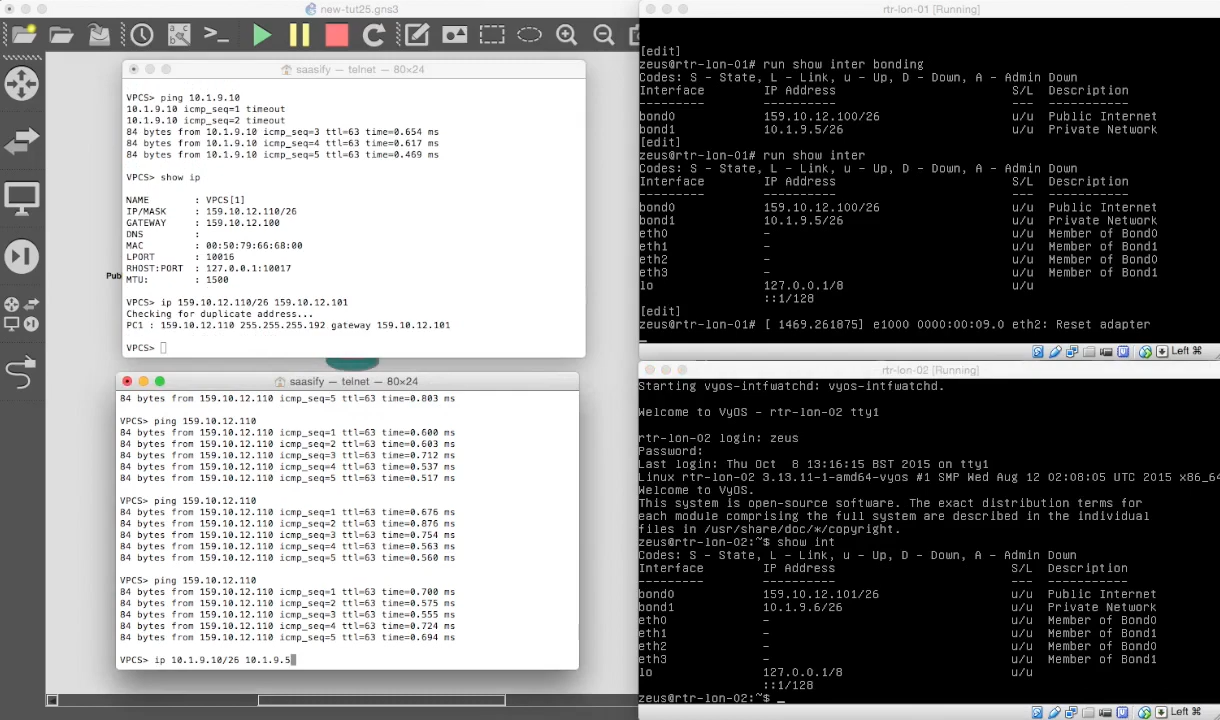 new-tut25.gns3
saasify — telnet — 80×24
VPCS> ping 10.1.9.10
10.1.9.10 icmp_seq=1 timeout
10.1.9.10 icmp_seq=2 timeout
84 bytes from 10.1.9.10 icmp_seq=3 ttl=63 time=0.654 ms
84 bytes from 10.1.9.10 icmp_seq=4 ttl=63 time=0.617 ms
84 bytes from 10.1.9.10 icmp_seq=5 ttl=63 time=0.469 ms
VPCS> show ip
NAME : VPCS[1]
IP/MASK : 159.10.12.110/26
GATEWAY : 159.10.12.100
DNS :
MAC : 00:50:79:66:68:00
LPORT : 10016
RHOST:PORT : 127.0.0.1:10017
MTU: : 1500
VPCS> ip 159.10.12.110/26 159.10.12.101
Checking for duplicate address...
PC1 : 159.10.12.110 255.255.255.192 gateway 159.10.12.101
VPCS>
Pub
saasify — telnet — 80×24
84 bytes from 159.10.12.110 icmp_seq=5 ttl=63 time=0.803 ms
VPCS> ping 159.10.12.110
84 bytes from 159.10.12.110 icmp_seq=1 ttl=63 time=0.600 ms
84 bytes from 159.10.12.110 icmp_seq=2 ttl=63 time=0.603 ms
84 bytes from 159.10.12.110 icmp_seq=3 ttl=63 time=0.712 ms
84 bytes from 159.10.12.110 icmp_seq=4 ttl=63 time=0.537 ms
84 bytes from 159.10.12.110 icmp_seq=5 ttl=63 time=0.517 ms
VPCS> ping 159.10.12.110
84 bytes from 159.10.12.110 icmp_seq=1 ttl=63 time=0.676 ms
84 bytes from 159.10.12.110 icmp_seq=2 ttl=63 time=0.876 ms
84 bytes from 159.10.12.110 icmp_seq=3 ttl=63 time=0.754 ms
84 bytes from 159.10.12.110 icmp_seq=4 ttl=63 time=0.563 ms
84 bytes from 159.10.12.110 icmp_seq=5 ttl=63 time=0.560 ms
VPCS> ping 159.10.12.110
84 bytes from 159.10.12.110 icmp_seq=1 ttl=63 time=0.700 ms
84 bytes from 159.10.12.110 icmp_seq=2 ttl=63 time=0.575 ms
84 bytes from 159.10.12.110 icmp_seq=3 ttl=63 time=0.555 ms
84 bytes from 159.10.12.110 icmp_seq=4 ttl=63 time=0.724 ms
84 bytes from 159.10.12.110 icmp_seq=5 ttl=63 time=0.694 ms
VPCS> ip 10.1.9.10/26 10.1.9.5
rtr-lon-01 [Running]
[edit]
zeus@rtr-lon-01# run show inter bonding
Codes: S - State, L - Link, u - Up, D - Down, A - Admin Down
Interface IP Address S/L Description
--------- ---------- --- -----------
bond0 159.10.12.100/26 u/u Public Internet
bond1 10.1.9.5/26 u/u Private Network
[edit]
zeus@rtr-lon-01# run show inter
Codes: S - State, L - Link, u - Up, D - Down, A - Admin Down
Interface IP Address S/L Description
--------- ---------- --- -----------
bond0 159.10.12.100/26 u/u Public Internet
bond1 10.1.9.5/26 u/u Private Network
eth0 - u/u Member of Bond0
eth1 - u/u Member of Bond1
eth2 - u/u Member of Bond0
eth3 - u/u Member of Bond1
lo 127.0.0.1/8 u/u
::1/128
[edit]
zeus@rtr-lon-01# [ 1469.261875] e1000 0000:00:09.0 eth2: Reset adapter
Left ⌘
rtr-lon-02 [Running]
Starting vyos-intfwatchd: vyos-intfwatchd.
Welcome to VyOS - rtr-lon-02 tty1
rtr-lon-02 login: zeus
Password:
Last login: Thu Oct 8 13:16:15 BST 2015 on tty1
Linux rtr-lon-02 3.13.11-1-amd64-vyos #1 SMP Wed Aug 12 02:08:05 UTC 2015 x86_64
Welcome to VyOS.
This system is open-source software. The exact distribution terms for
each module comprising the full system are described in the individual
files in /usr/share/doc/*/copyright.
zeus@rtr-lon-02:~$ show int
Codes: S - State, L - Link, u - Up, D - Down, A - Admin Down
Interface IP Address S/L Description
--------- ---------- --- -----------
bond0 159.10.12.101/26 u/u Public Internet
bond1 10.1.9.6/26 u/u Private Network
eth0 - u/u Member of Bond0
eth1 - u/u Member of Bond1
eth2 - u/u Member of Bond0
eth3 - u/u Member of Bond1
lo 127.0.0.1/8 u/u
::1/128
zeus@rtr-lon-02:~$ _
Left ⌘